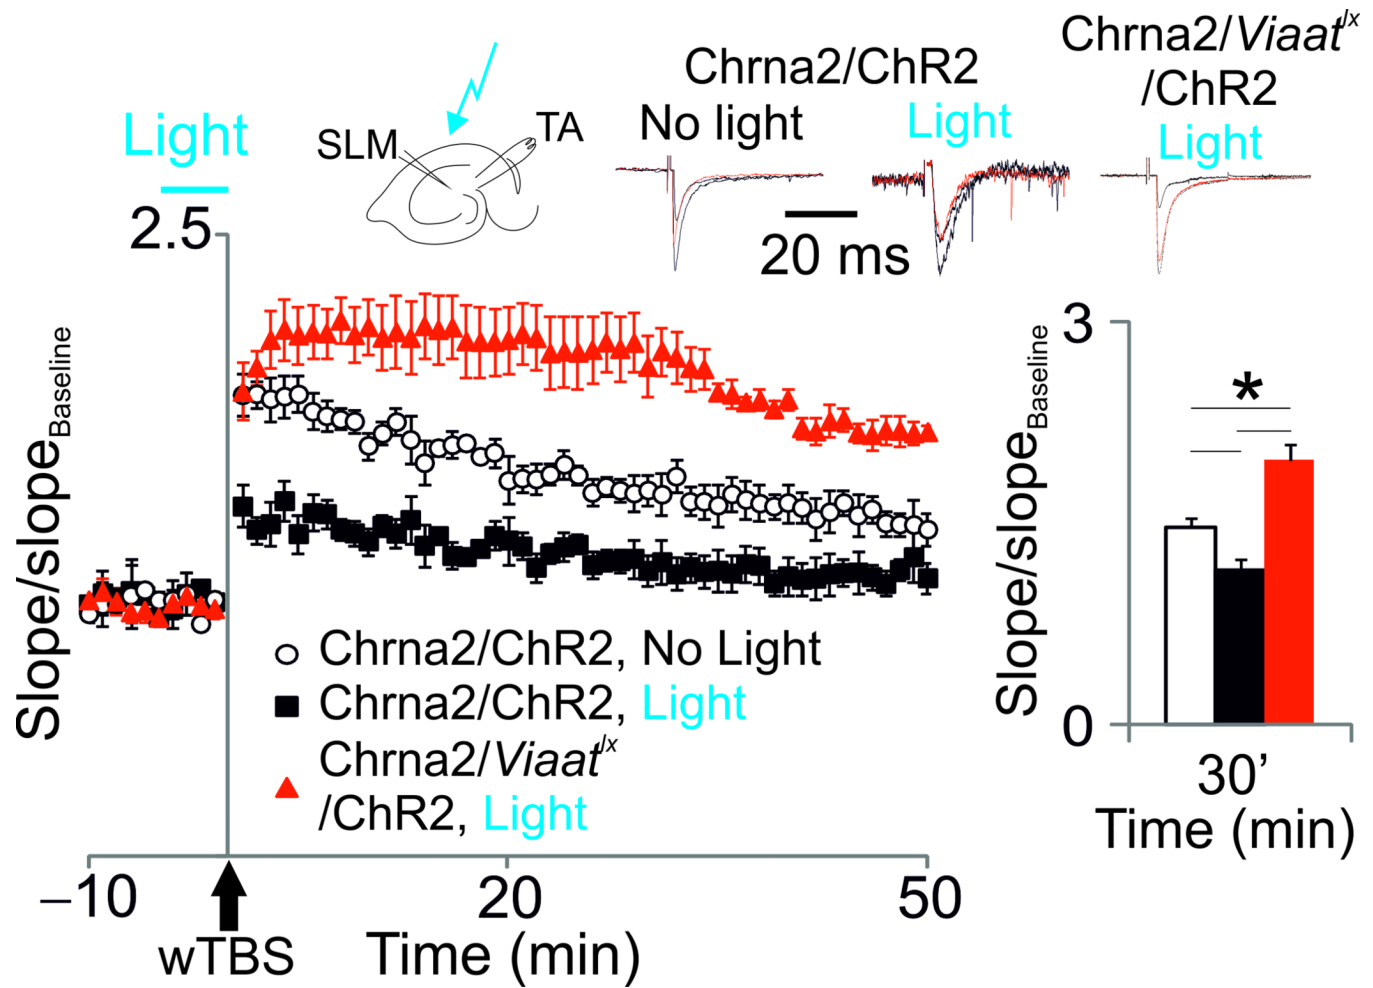 Light
2.5
SLM
TA
Chrna2/ChR2
No light
Light
Chrna2/Viaatlx
/ChR2
Light
20 ms
Slope/slopeBaseline
Chrna2/ChR2, No Light
Chrna2/ChR2, Light
Chrna2/Viaatlx
/ChR2, Light
–10
20
50
wTBS
Time (min)
Slope/slopeBaseline
3
*
0
30’
Time (min)